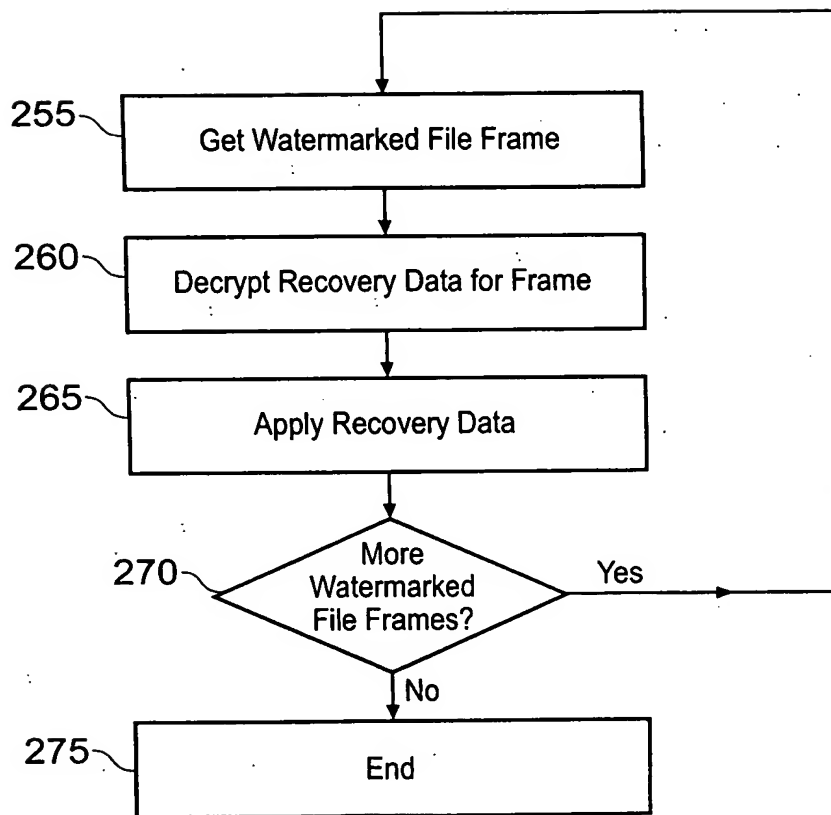 255
Get Watermarked File Frame
260
Decrypt Recovery Data for Frame
265
Apply Recovery Data
270
More
Watermarked
File Frames?
Yes
No
275
End